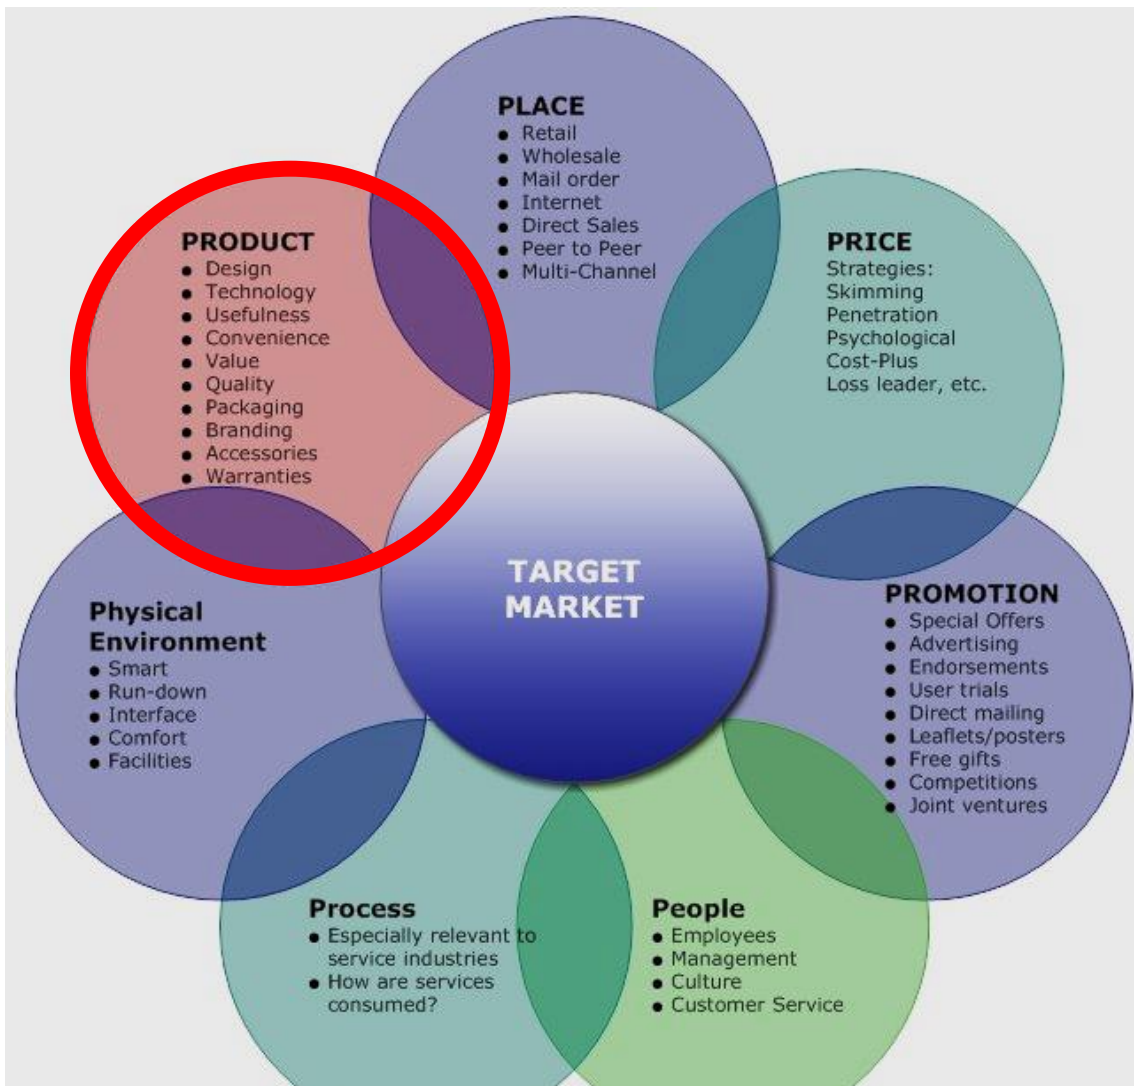 PLACE
● Retail
● Wholesale
● Mail order
● Internet
● Direct Sales
● Peer to Peer
● Multi-Channel
PRODUCT
● Design
● Technology
● Usefulness
● Convenience
● Value
● Quality
● Packaging
● Branding
● Accessories
● Warranties
PRICE
Strategies:
Skimming
Penetration
Psychological
Cost-Plus
Loss leader, etc.
TARGET
MARKET
Physical
Environment
● Smart
● Run-down
● Interface
● Comfort
● Facilities
PROMOTION
● Special Offers
● Advertising
● Endorsements
● User trials
● Direct mailing
● Leaflets/posters
● Free gifts
● Competitions
● Joint ventures
Process
● Especially relevant to
service industries
● How are services
consumed?
People
● Employees
● Management
● Culture
● Customer Service